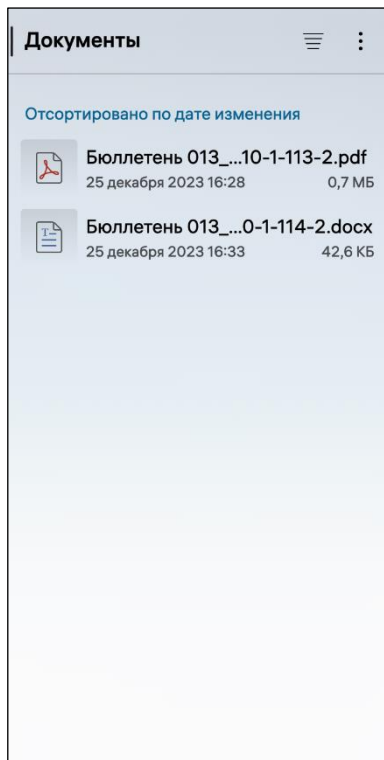 Документы
Отсортировано по дате изменения
Бюллетень 013_...10-1-113-2.pdf
25 декабря 2023 16:28 0,7 МБ
Бюллетень 013_...0-1-114-2.docx
25 декабря 2023 16:33 42,6 КБ